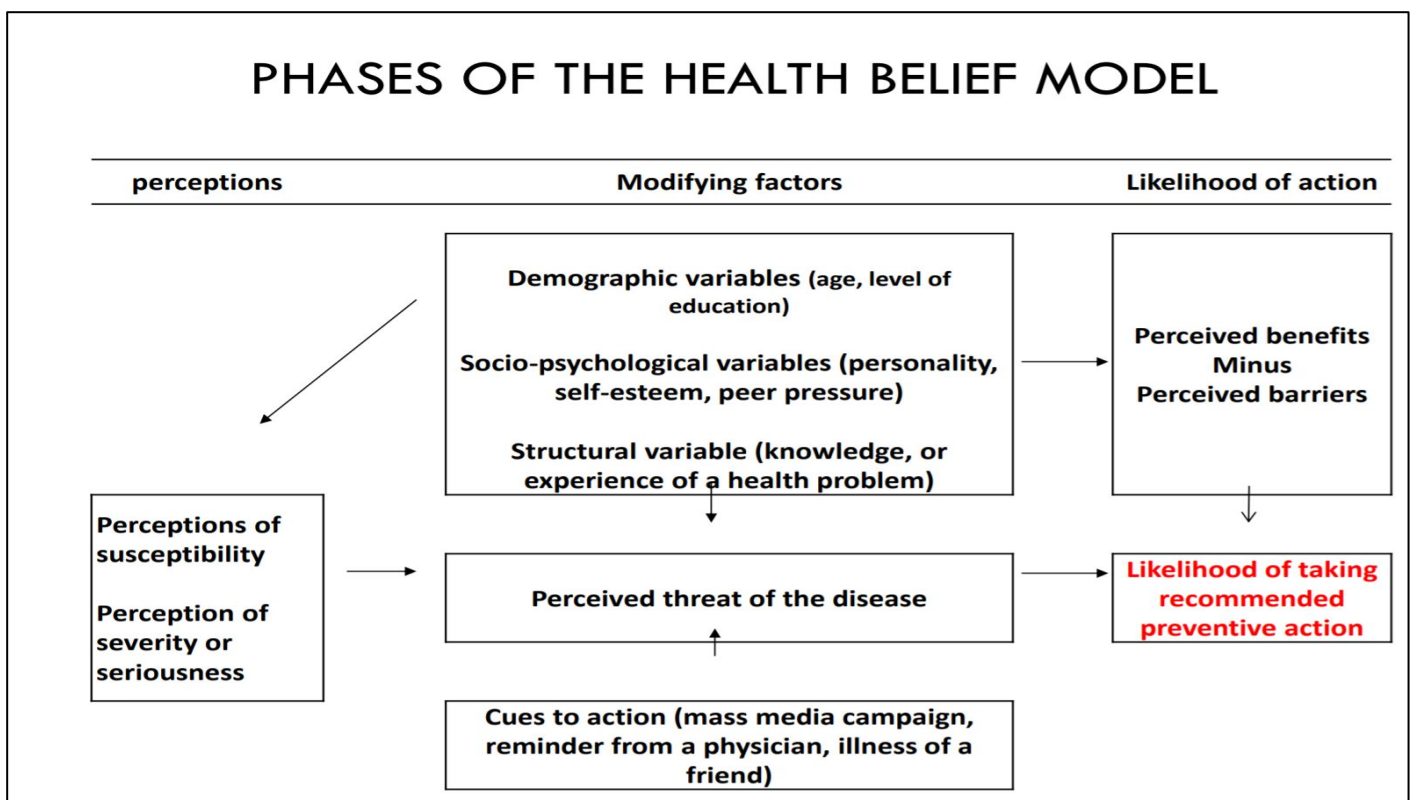 PHASES OF THE HEALTH BELIEF MODEL
perceptions
Modifying factors
Likelihood of action
Demographic variables (age, level of
education)
Socio-psychological variables (personality,
self-esteem, peer pressure)
Structural variable (knowledge, or
experience of a health problem)
Perceived benefits
Minus
Perceived barriers
Perceptions of
susceptibility
Perception of
severity or
seriousness
Perceived threat of the disease
Likelihood of taking
recommended
preventive action
Cues to action (mass media campaign,
reminder from a physician, illness of a
friend)